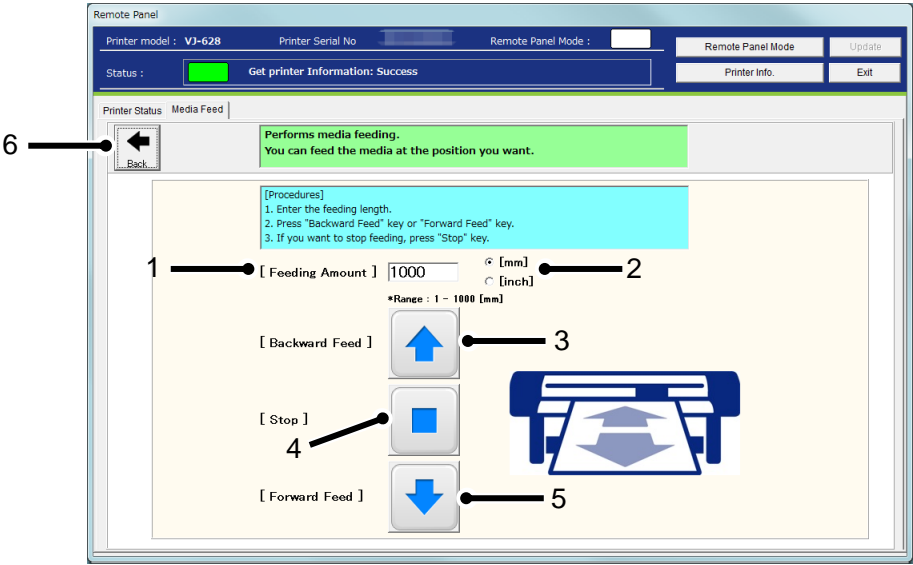 Remote Panel
Printer model : VJ-628 Printer Serial No Remote Panel Mode :
Remote Panel Mode Update
Status : Get printer Information: Success
Printer Info. Exit
Printer Status Media Feed
6
Back
Performs media feeding.
You can feed the media at the position you want.
[Procedures]
1. Enter the feeding length.
2. Press "Backward Feed" key or "Forward Feed" key.
3. If you want to stop feeding, press "Stop" key.
1 [ Feeding Amount ] 1000 [mm] 2
[inch]
*Range : 1 - 1000 [mm]
[ Backward Feed ] 3
[ Stop ]
4
[ Forward Feed ] 5